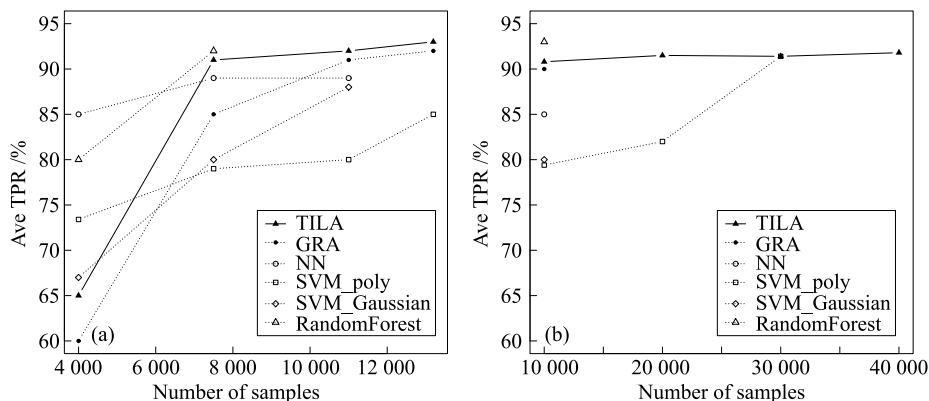 Ave TPR /%
95
90
85
80
75
70
65
60
(a)
TILA
GRA
NN
SVM_poly
SVM_Gaussian
RandomForest
4 000 6 000 8 000 10 000 12 000
Number of samples
Ave TPR /%
95
90
85
80
75
70
65
60
(b)
TILA
GRA
NN
SVM_poly
SVM_Gaussian
RandomForest
10 000 20 000 30 000 40 000
Number of samples